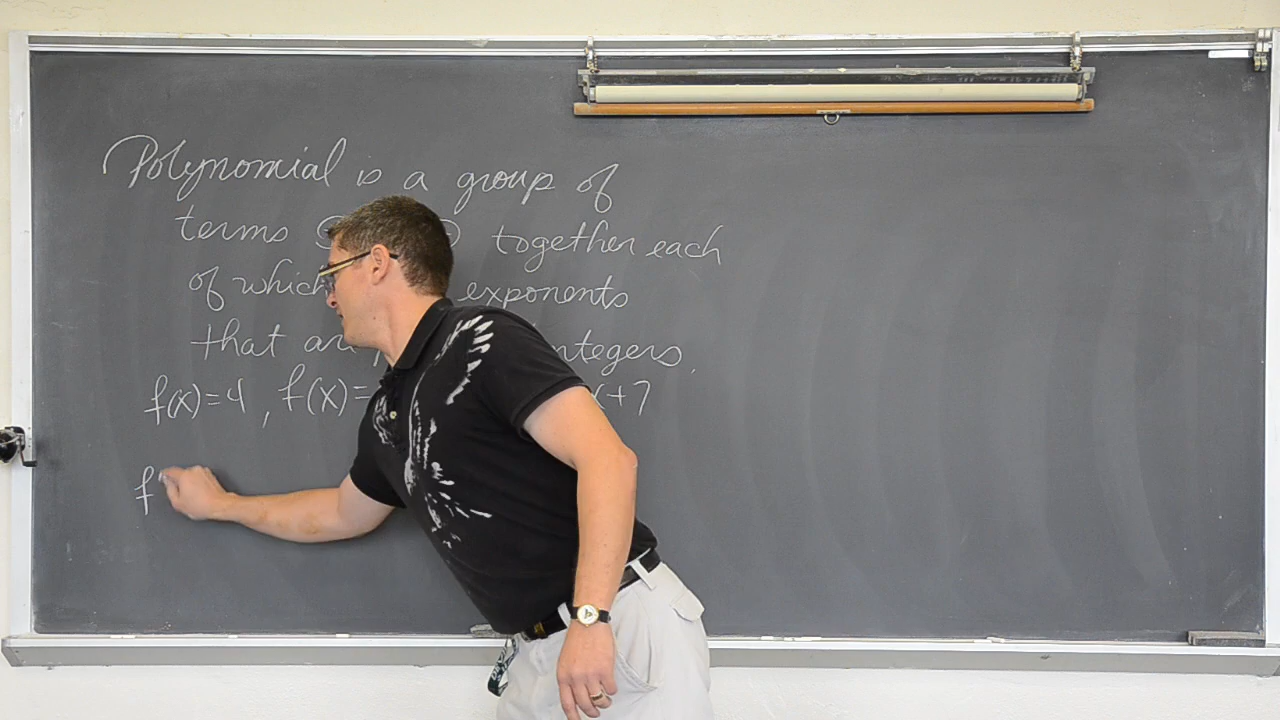 Polynomial is a group of
terms together each
of which exponents
that are integers.
f(x)=4, f(x)= x+7
f